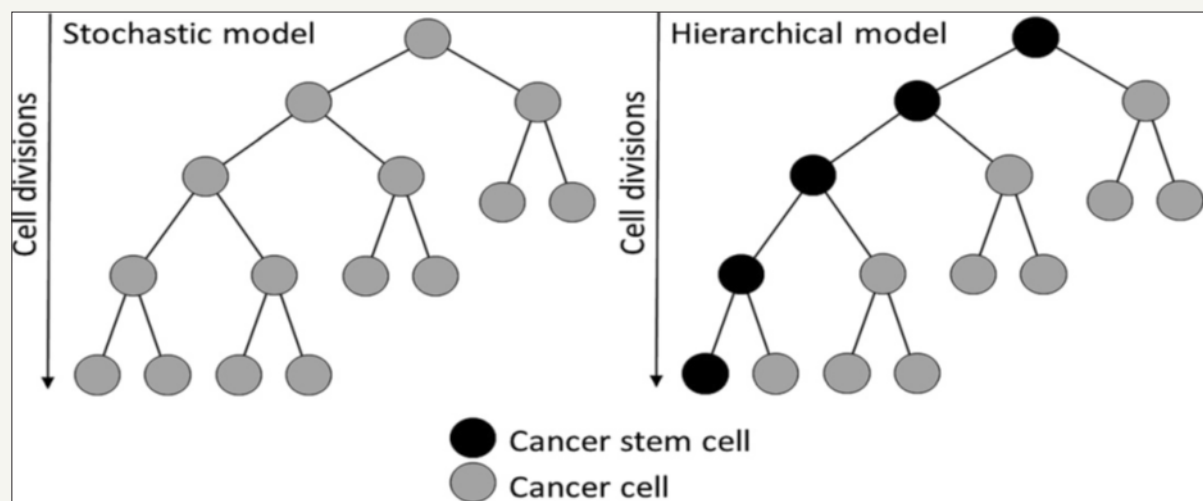 Stochastic model
Cell divisions
Hierarchical model
Cell divisions
Cancer stem cell
Cancer cell